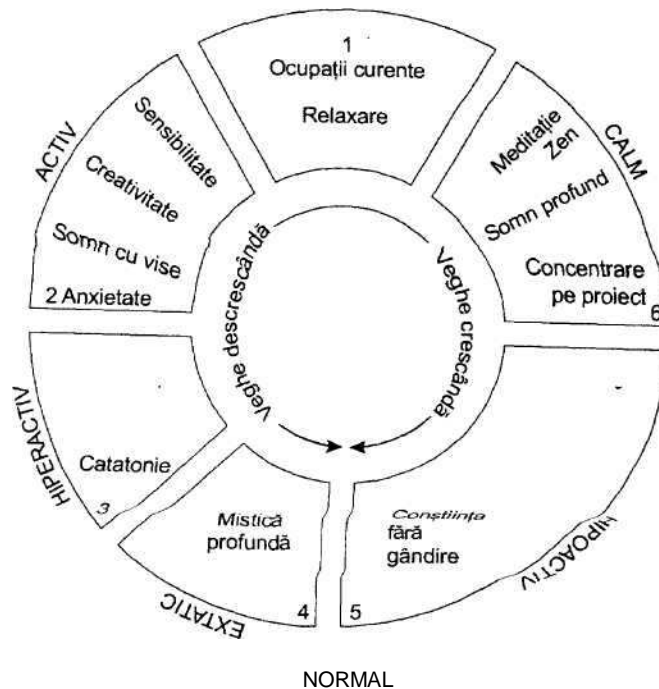 1
Ocupații curente
Relaxare
ACTIV
Sensibilitate
Creativitate
Somn cu vise
2 Anxietate
CALM
Meditație
Zen
Somn profund
Concentrare
pe proiect
6
Veghe descrescândă
Veghe crescândă
HIPERACTIV
Catatonie
3
Mistică
profundă
4
EXTATIC
Conștiința
fără
gândire
5
HIPOACTIV
NORMAL